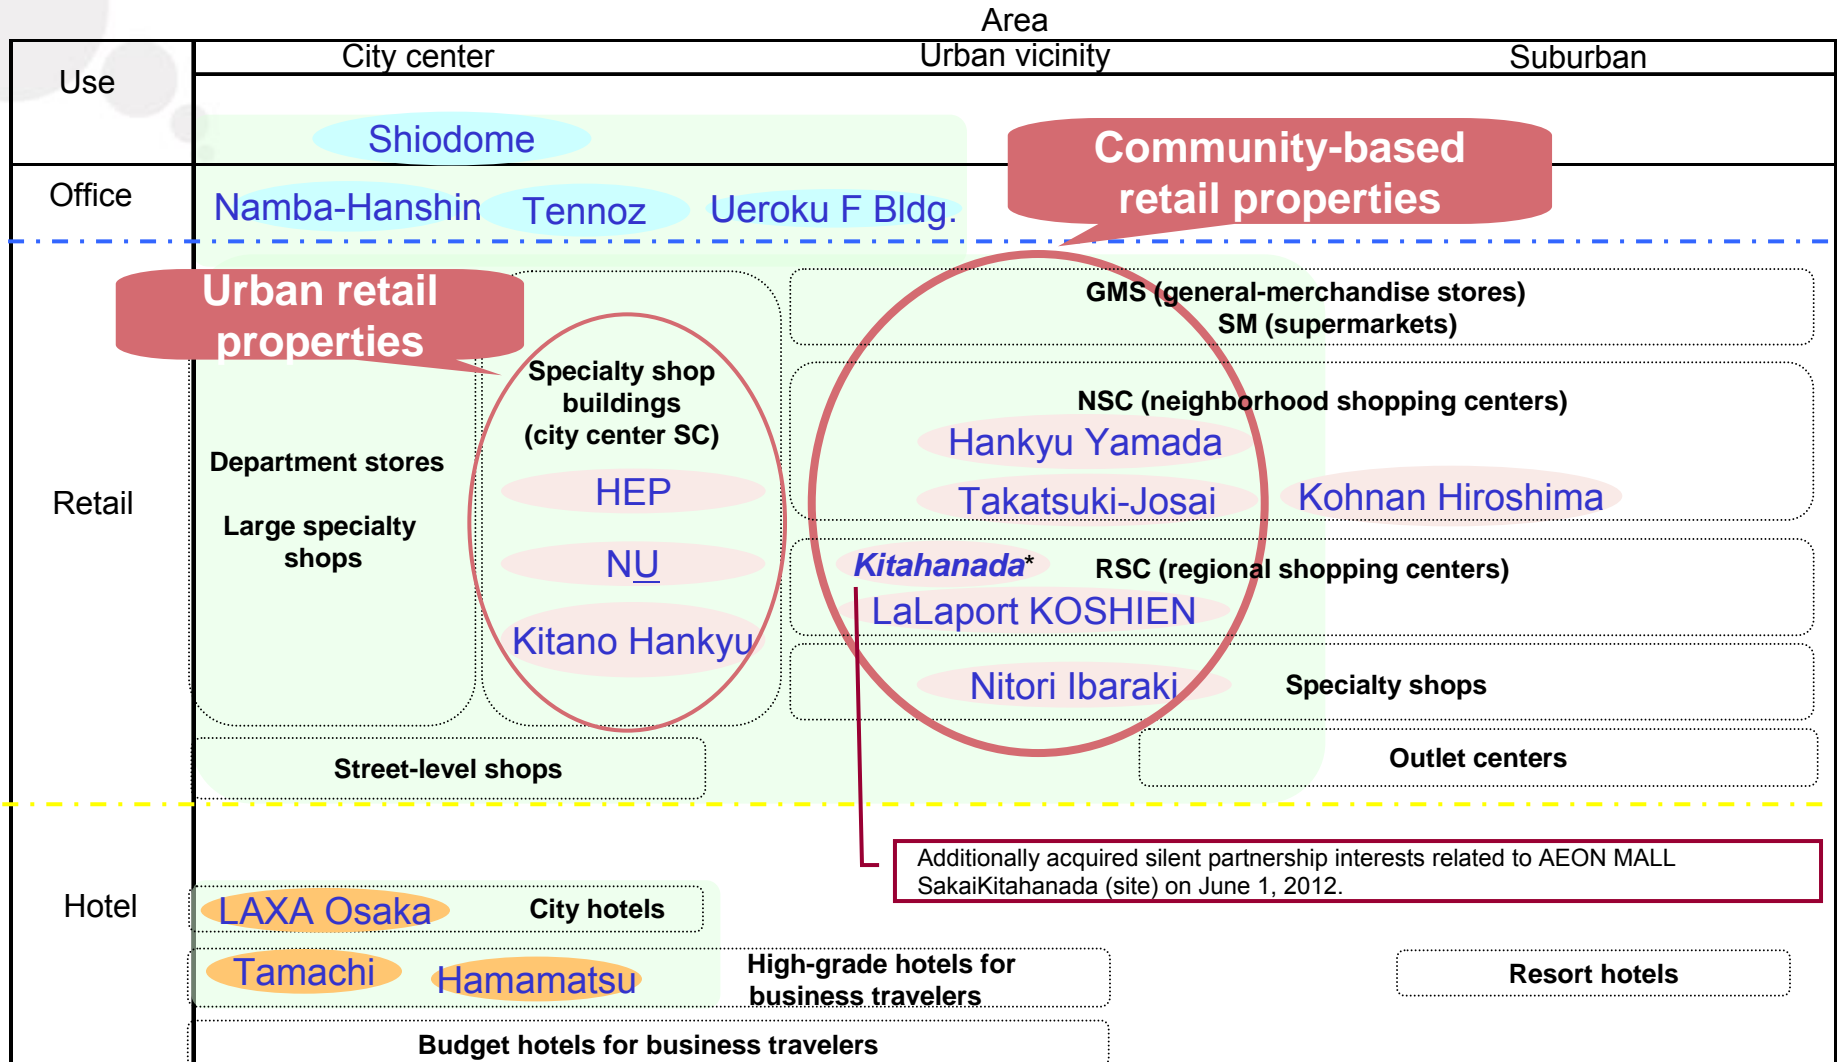 Area
Use
City center
Urban vicinity
Suburban
Shiodome
Community-based
retail properties
Office
Namba-Hanshin
Tennoz
Ueroku F Bldg.
Urban retail
properties
GMS (general-merchandise stores)
SM (supermarkets)
Specialty shop
buildings
(city center SC)
NSC (neighborhood shopping centers)
Hankyu Yamada
Department stores
HEP
Takatsuki-Josai
Kohnan Hiroshima
Retail
Large specialty
shops
NU
Kitahanada*
RSC (regional shopping centers)
LaLaport KOSHIEN
Kitano Hankyu
Nitori Ibaraki
Specialty shops
Street-level shops
Outlet centers
Additionally acquired silent partnership interests related to AEON MALL
SakaiKitahanada (site) on June 1, 2012.
Hotel
LAXA Osaka
City hotels
Tamachi
Hamamatsu
High-grade hotels for
business travelers
Resort hotels
Budget hotels for business travelers